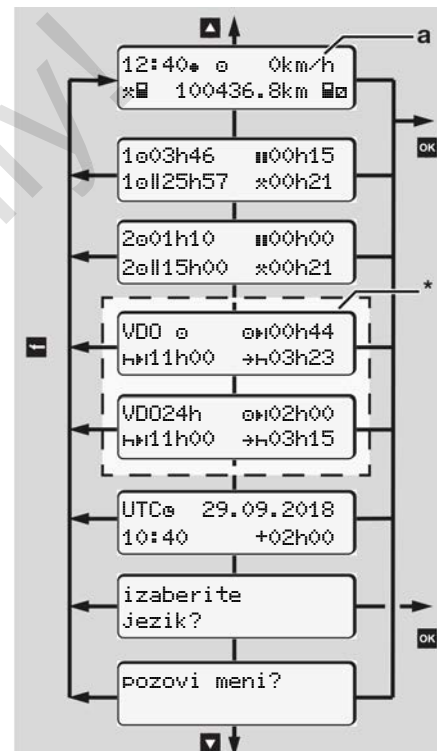 a
12:40 0km/h
100436.8km
OK
1 03h46 00h15
1 25h57 00h21
2 01h10 00h00
2 15h00 00h21
*
VDO 00h44
11h00 03h23
VDO24h 02h00
11h00 03h15
UTC 29.09.2018
10:40 +02h00
izaberite
jezik?
OK
pozovi meni?